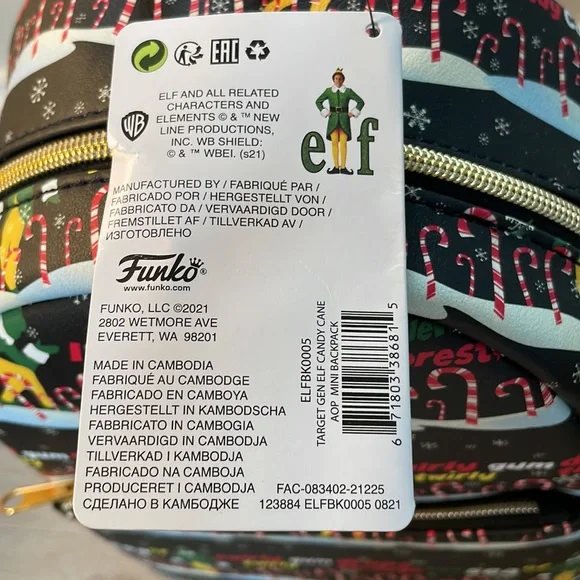 EAC
WB
ELF AND ALL RELATED
CHARACTERS AND
ELEMENTS © & ™ NEW
LINE PRODUCTIONS,
INC. WB SHIELD:
© & ™ WBEI. (s21)
elf
MANUFACTURED BY / FABRIQUÉ PAR /
FABRICADO POR / HERGESTELLT VON /
FABBRICATO DA / VERVAARDIGD DOOR /
FREMSTILLET AF / TILLVERKAD AV /
ИЗГОТОВЛЕНО
Funko®
www.funko.com
FUNKO, LLC ©2021
2802 WETMORE AVE
EVERETT, WA 98201
MADE IN CAMBODIA
FABRIQUÉ AU CAMBODGE
FABRICADO EN CAMBOYA
HERGESTELLT IN KAMBODSCHA
FABBRICATO IN CAMBOGIA
VERVAARDIGD IN CAMBODJA
TILLVERKAD I KAMBODJA
FABRICADO NA CAMBOJA
PRODUCERET I CAMBODJA
СДЕЛАНО В КАМБОДЖЕ
ELFBK0005
TARGET GEN ELF CANDY CANE
AOP MINI BACKPACK
6 71803 38681 5
FAC-083402-21225
123884 ELFBK0005 0821
gum